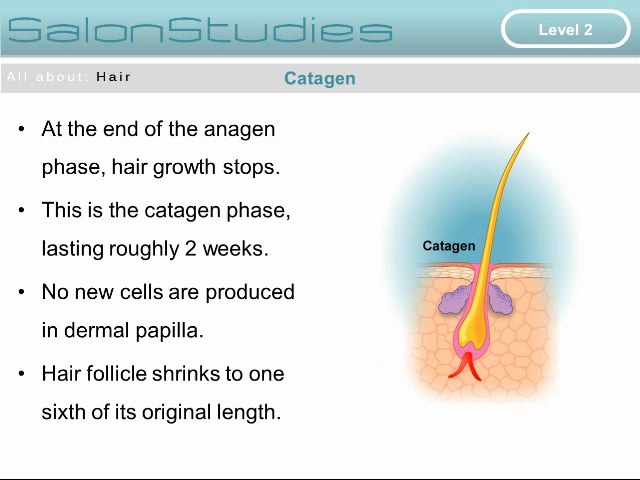 SalonStudies
Level 2
All about: Hair
Catagen
• At the end of the anagen
phase, hair growth stops.
• This is the catagen phase,
lasting roughly 2 weeks.
• No new cells are produced
in dermal papilla.
• Hair follicle shrinks to one
sixth of its original length.
Catagen